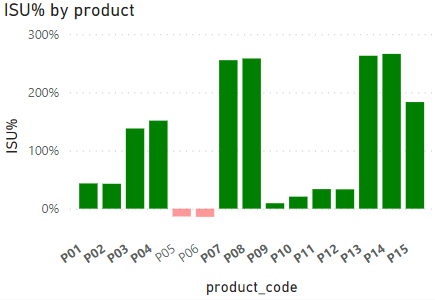 ISU% by product
300%
200%
100%
0%
ISU%
P01 P02 P03 P04 P05 P06 P07 P08 P09 P10 P11 P12 P13 P14 P15
product_code